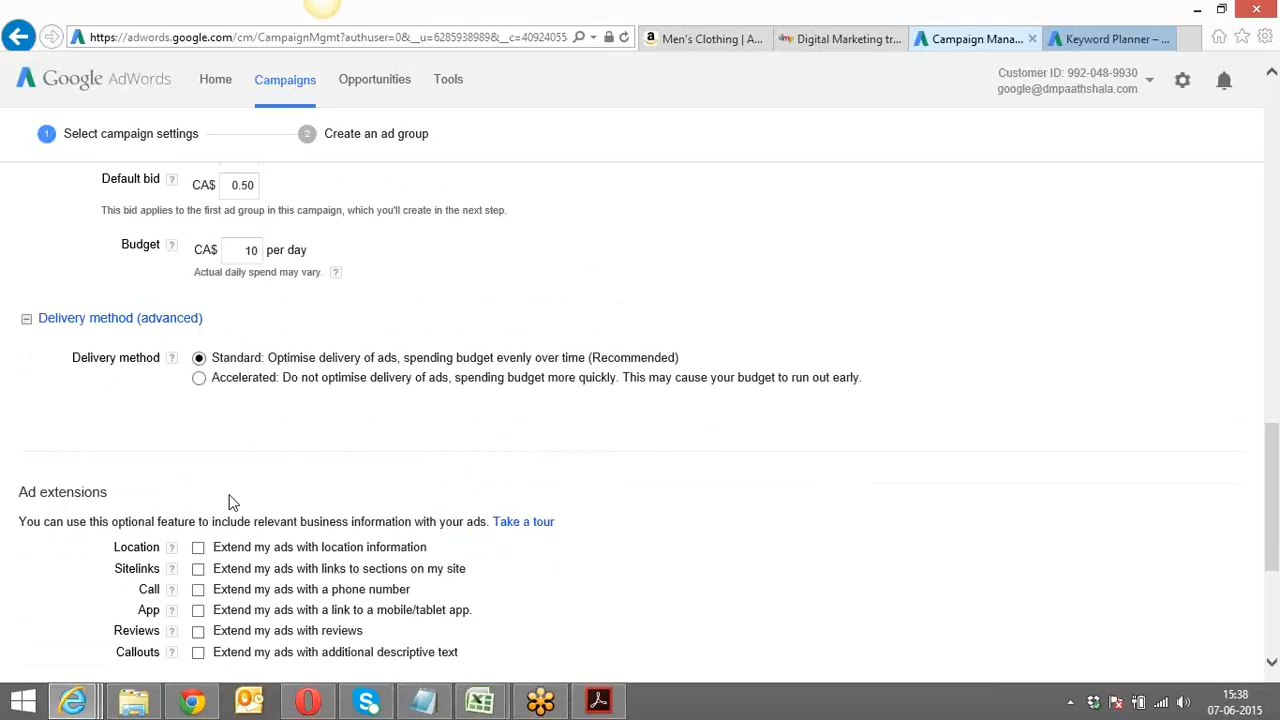 https://adwords.google.com/cm/CampaignMgmt?authuser=0&__u=6285938989&__c=40924055
Men's Clothing | A...
Digital Marketing tr...
Campaign Mana...
Keyword Planner – ...
Google AdWords
Home
Campaigns
Opportunities
Tools
Customer ID: 992-048-9930
google@dmpaathshala.com
1 Select campaign settings
2 Create an ad group
Default bid ? CA$ 0.50
This bid applies to the first ad group in this campaign, which you'll create in the next step.
Budget ? CA$ 10 per day
Actual daily spend may vary. ?
Delivery method (advanced)
Delivery method ? Standard: Optimise delivery of ads, spending budget evenly over time (Recommended)
Accelerated: Do not optimise delivery of ads, spending budget more quickly. This may cause your budget to run out early.
Ad extensions
You can use this optional feature to include relevant business information with your ads. Take a tour
Location ? Extend my ads with location information
Sitelinks ? Extend my ads with links to sections on my site
Call ? Extend my ads with a phone number
App ? Extend my ads with a link to a mobile/tablet app.
Reviews ? Extend my ads with reviews
Callouts ? Extend my ads with additional descriptive text
15:38
07-06-2015